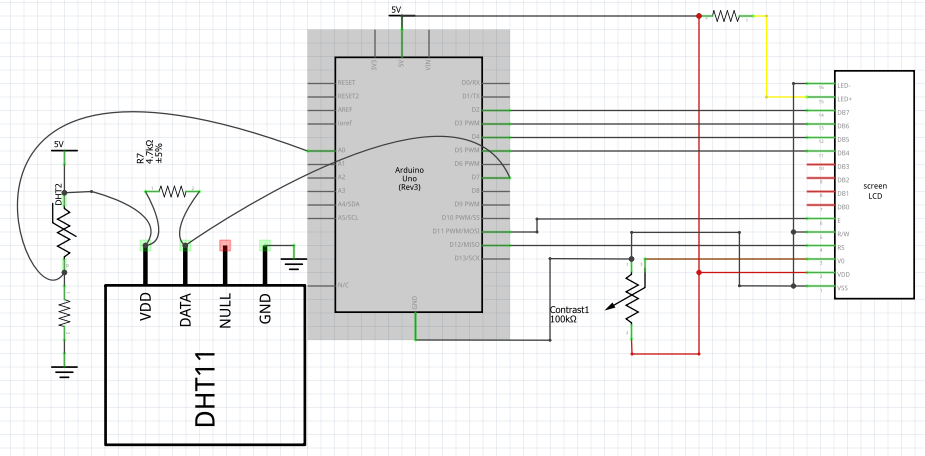 5V
3V3
5V
VIN
RESET
RESET2
AREF
ioref
A0
A1
A2
A3
A4/SDA
A5/SCL
N/C
D0/RX
D1/TX
D2
D3 PWM
D4
D5 PWM
D6 PWM
D7
D8
D9 PWM
D10 PWM/SS
D11 PWM/MOSI
D12/MISO
D13/SCK
GND
Arduino
Uno
(Rev3)
5V
DHT2
R7
4.7kΩ
±5%
VDD
DATA
NULL
GND
DHT11
Contrast1
100kΩ
LED-
LED+
DB7
DB6
DB5
DB4
DB3
DB2
DB1
DB0
E
R/W
RS
V0
VDD
VSS
screen
LCD